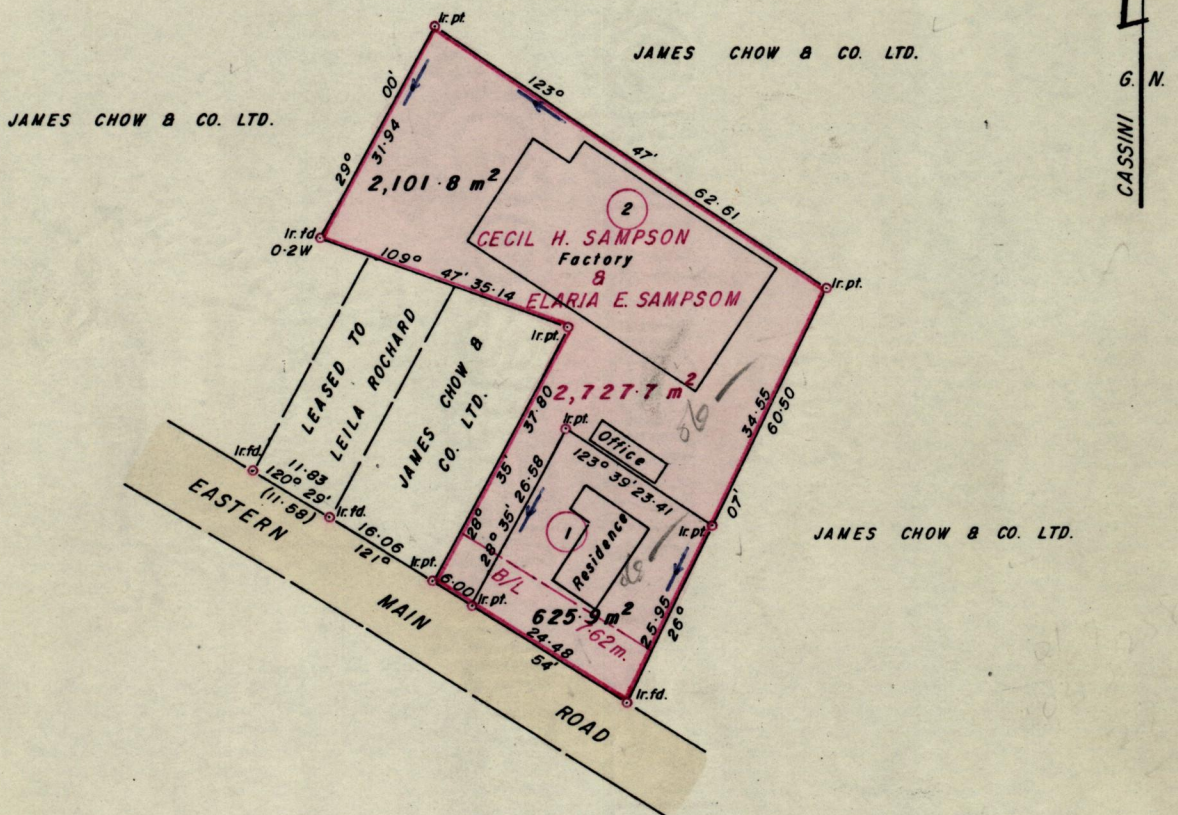 Ir. pt.
JAMES CHOW & CO. LTD.
G. N.
CASSINI
JAMES CHOW & CO. LTD.
29° 00'
31·94
123° 47' 62·61
2,101·8 m²
2
CECIL H. SAMPSON
Factory
&
ELARIA E. SAMPSOM
Ir. fd.
0·2W
109° 47' 35·14
Ir. pt.
Ir. pt.
2,727·7 m²
LEASED TO
LEILA ROCHARD
JAMES CHOW &
CO. LTD.
28° 35' 37·80
Ir. pt.
Office
123° 39' 23·41
34·55
60·50
26° 07'
28° 35' 26·58
1
Residence
Ir. pt.
JAMES CHOW & CO. LTD.
Ir. fd.
11·83
120° 29'
(11·58)
Ir. fd.
16·06
121° 54'
Ir. pt.
6·00
B/L
Ir. pt.
625·9 m²
7·62 m.
25·95
24·48
Ir. fd.
EASTERN MAIN ROAD